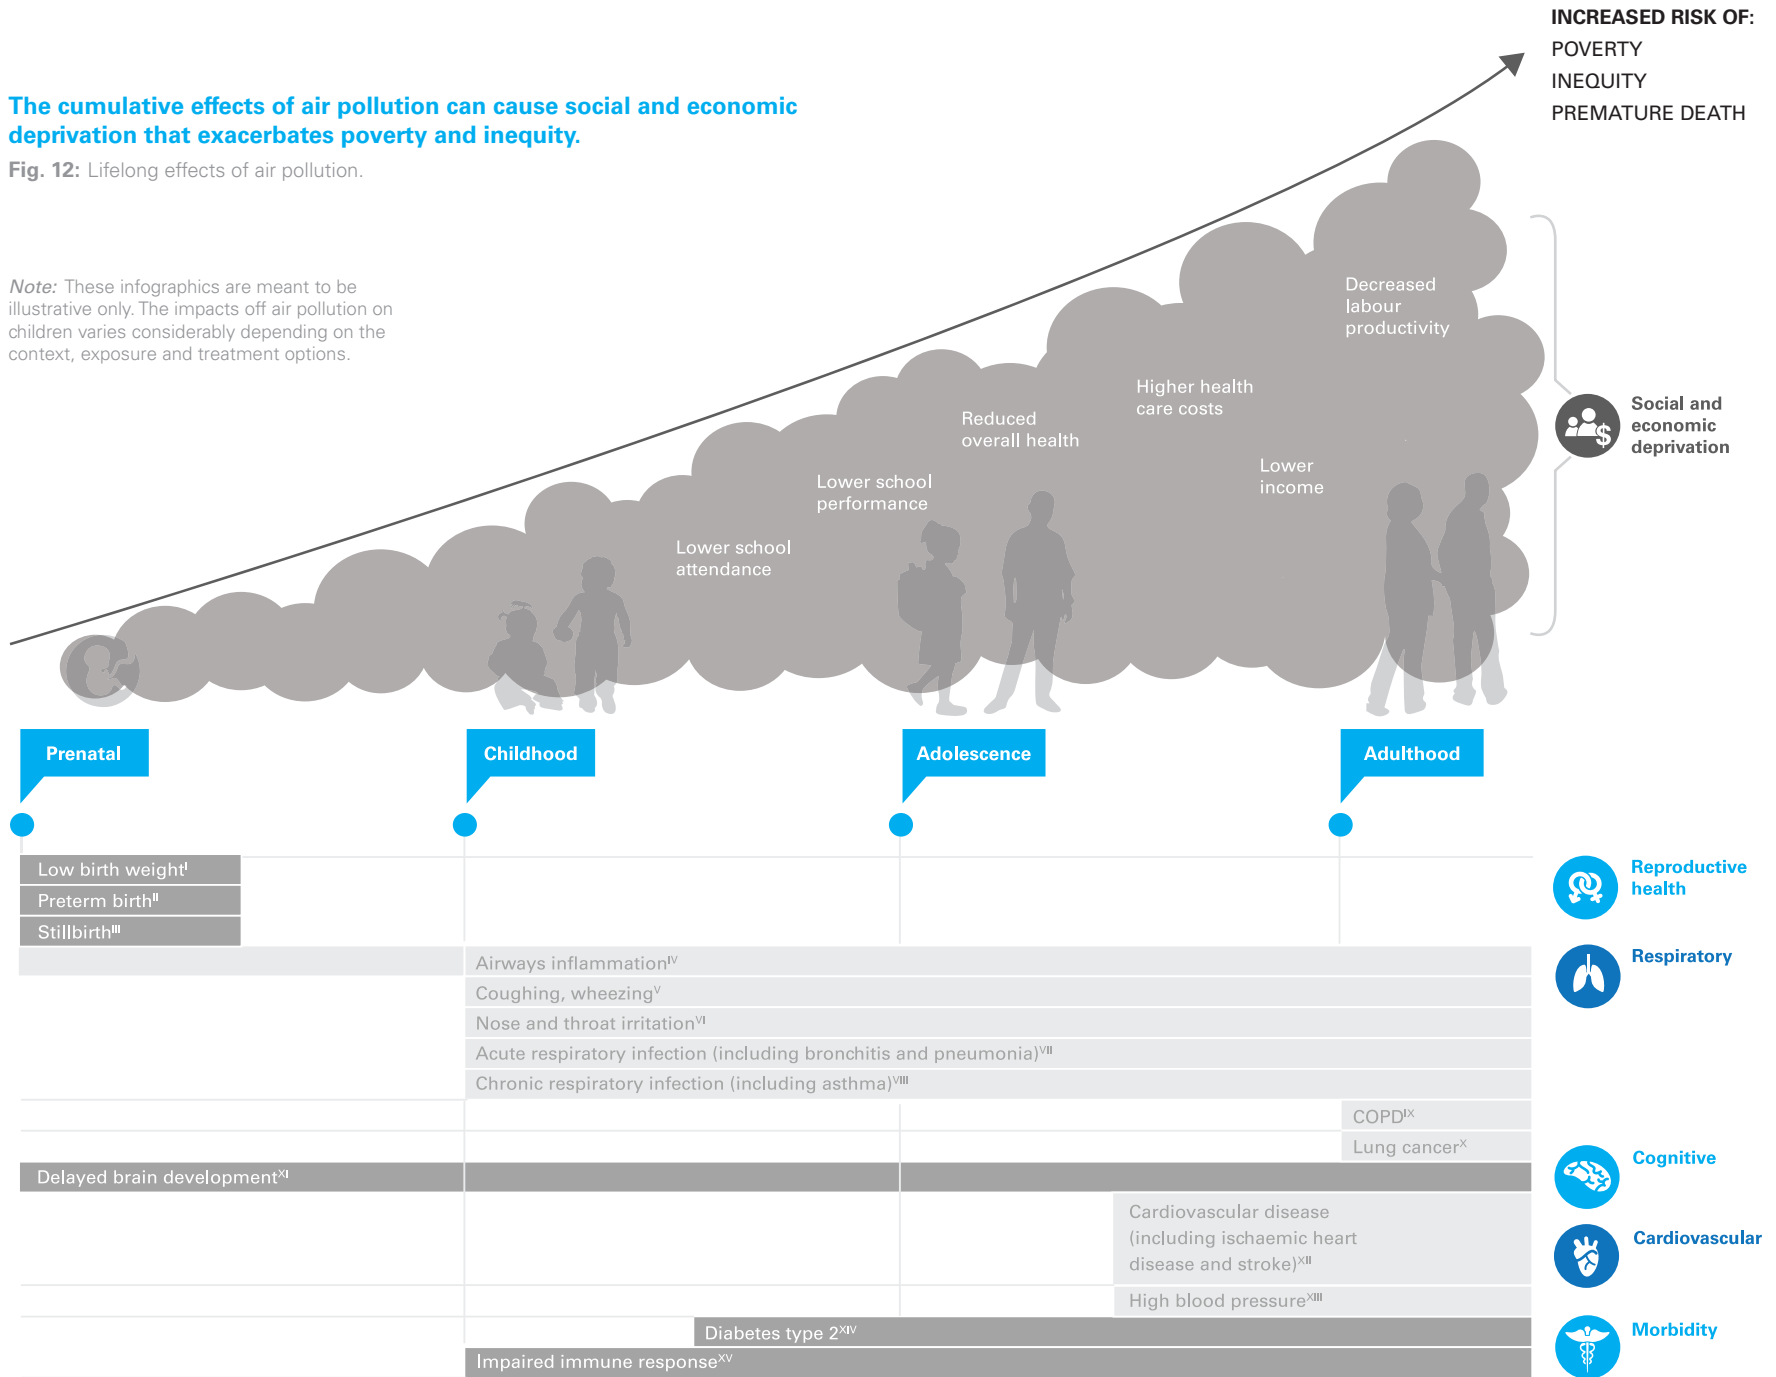 INCREASED RISK OF:
POVERTY
INEQUITY
PREMATURE DEATH
The cumulative effects of air pollution can cause social and economic
deprivation that exacerbates poverty and inequity.
Fig. 12: Lifelong effects of air pollution.
Note: These infographics are meant to be
illustrative only. The impacts off air pollution on
children varies considerably depending on the
context, exposure and treatment options.
Decreased
labour
productivity
Higher health
care costs
Reduced
overall health
Lower
income
Lower school
performance
Lower school
attendance
$
Social and
economic
deprivation
Prenatal
Childhood
Adolescence
Adulthood
Low birth weightI
Preterm birthII
StillbirthIII
Reproductive
health
Airways inflammationIV
Coughing, wheezingV
Nose and throat irritationVI
Acute respiratory infection (including bronchitis and pneumonia)VII
Chronic respiratory infection (including asthma)VIII
COPDIX
Lung cancerX
Respiratory
Delayed brain developmentXI
Cognitive
Cardiovascular disease
(including ischaemic heart
disease and stroke)XII
High blood pressureXIII
Cardiovascular
Diabetes type 2XIV
Impaired immune responseXV
Morbidity